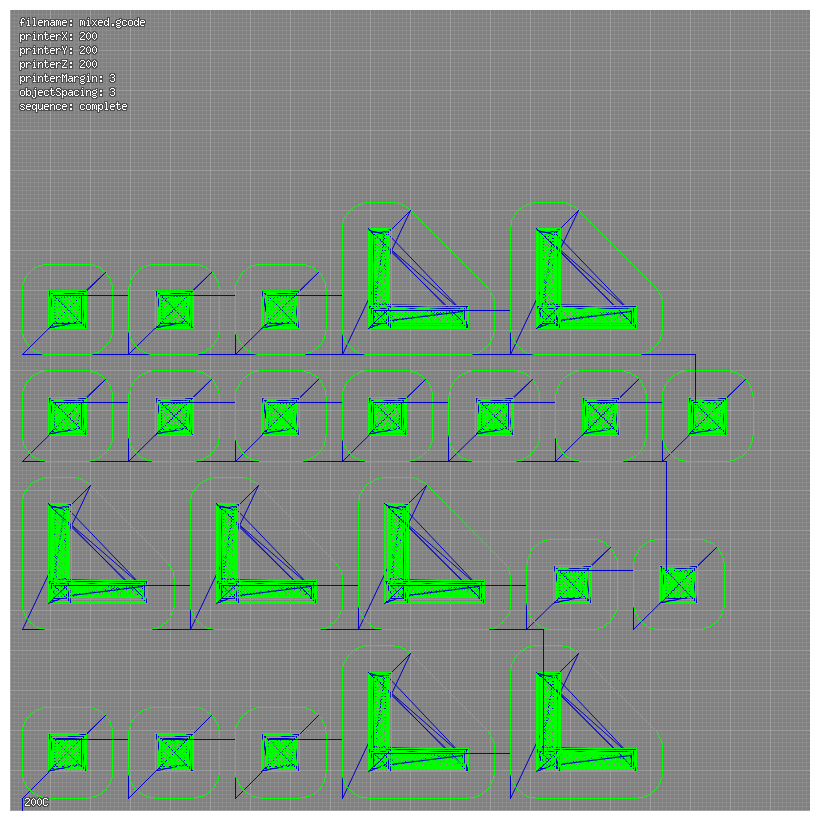 filename: mixed.gcode
printerX: 200
printerY: 200
printerZ: 200
printerMargin: 3
objectSpacing: 3
sequence: complete
200C